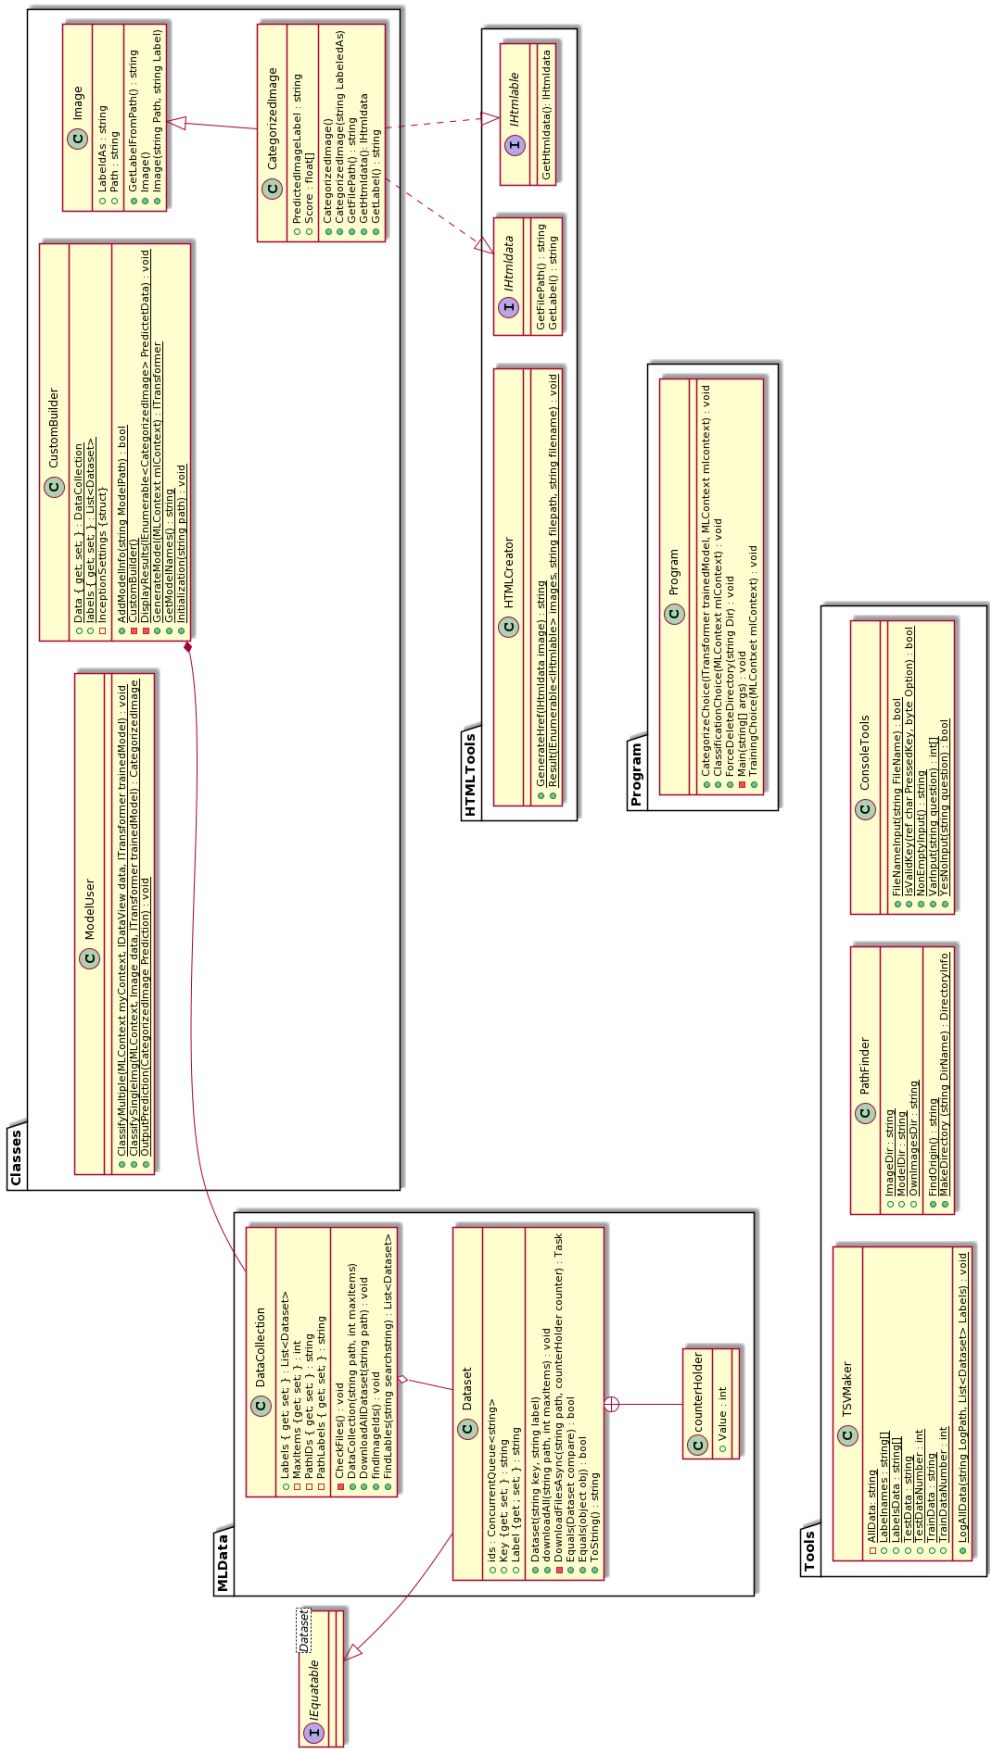 Classes
ModelUser
ClassifyMultiple(MLContext myContext, IDataView data, ITransformer trainedModel) : void
ClassifySingleImg(MLContext, Image data, ITransformer trainedModel) : CategorizedImage
OutputPrediction(CategorizedImage Prediction) : void
CustomBuilder
Data { get; set; } : DataCollection
labels { get; set; } : List<Dataset>
InceptionSettings {struct}
AddModelInfo(string ModelPath) : bool
CustomBuilder()
DisplayResults(IEnumerable<CategorizedImage> PredictetData) : void
GenerateModel(MLContext mlContext) : ITransformer
GetModelNames() : string
Initialization(string path) : void
Image
LabeldAs : string
Path : string
GetLabelFromPath() : string
Image()
Image(string Path, string Label)
CategorizedImage
PredictedImageLabel : string
Score : float[]
CategorizedImage()
CategorizedImage(string LabeledAs)
GetFilePath() : string
GetHtmldata(): IHtmldata
GetLabel() : string
MLData
DataCollection
Labels { get; set; } : List<Dataset>
MaxItems {get; set; } : int
PathIDs { get; set; } : string
PathLabels { get; set; } : string
CheckFiles() : void
DataCollection(string path, int maxItems)
DownloadAllDataset(string path) : void
findImageIds() : void
FindLables(string searchstring) : List<Dataset>
IEquatable
Dataset
Dataset
ids : ConcurrentQueue<string>
Key {get; set; } : string
Label {get ; set; } : string
Dataset(string key, string label)
downloadAll(string path, int maxItems) : void
DownloadFilesAsync(string path, counterHolder counter) : Task
Equals(Dataset compare) : bool
Equals(object obj) : bool
ToString() : string
counterHolder
Value : int
HTMLTools
HTMLCreator
GenerateHref(IHtmldata image) : string
Result(IEnumerable<IHtmlable> images, string filepath, string filename) : void
IHtmldata
GetFilePath() : string
GetLabel() : string
IHtmlable
GetHtmldata(): IHtmldata
Program
Program
CategorizeChoice(ITransformer trainedModel, MLContext mlcontext) : void
ClassificationChoice(MLContext mlContext) : void
ForceDeleteDirectory(string Dir) : void
Main(string[] args) : void
TrainingChoice(MLContxet mlContext) : void
Tools
TSVMaker
AllData: string
Labelnames : string[]
LabelsData : string[]
TestData : string
TestDataNumber : int
TrainData : string
TrainDataNumber : int
LogAllData(string LogPath, List<Dataset> Labels) : void
PathFinder
ImageDir : string
ModelDir : string
OwnImagesDir : string
FindOrigin() : string
MakeDirectory (string DirName) : DirectoryInfo
ConsoleTools
FileNameInput(string FileName) : bool
IsValidKey(ref char PressedKey, byte Option) : bool
NonEmptyInput() : string
VarInput(string question) : int[]
YesNoInput(string question) : bool
C
C
C
C
C
C
C
C
I
I
C
C
C
C
I